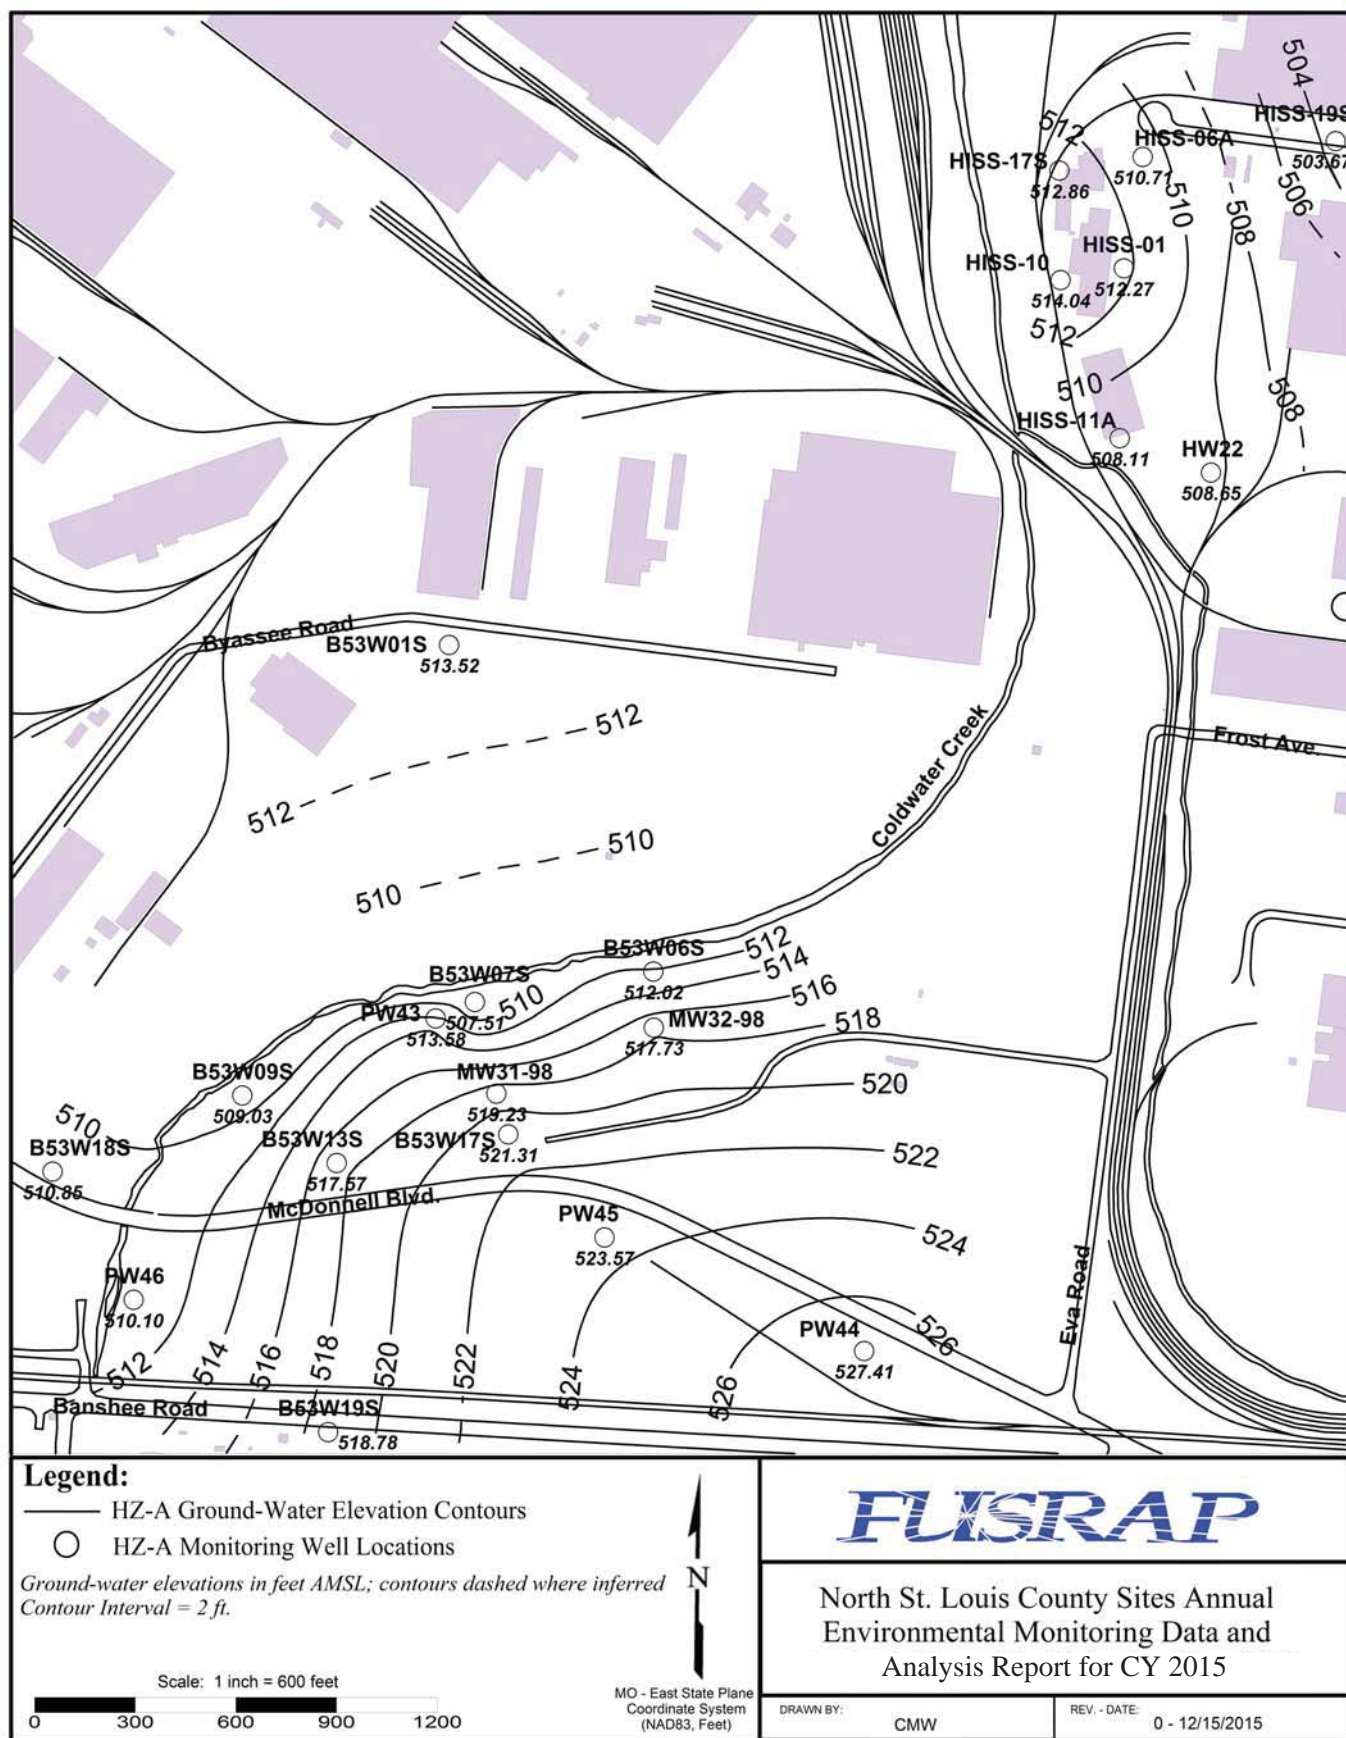 504
HISS-19S
512
HISS-06A
HISS-17S
510.71
503.67
512.86
510
506
508
HISS-01
HISS-10
514.04
512.27
512
510
508
HISS-11A
508.11
HW22
508.65
Byassee Road
B53W01S
513.52
512
512
Coldwater Creek
Frost Ave.
510
510
B53W06S
512
514
B53W07S
512.02
516
510
PW43
507.51
513.58
MW32-98
518
517.73
B53W09S
MW31-98
520
509.03
519.23
510
B53W18S
B53W13S
B53W17S
521.31
522
510.85
517.57
McDonnell Blvd.
PW45
523.57
524
PW46
510.10
Eva Road
PW44
526
527.41
512
514
516
518
520
522
524
526
Banshee Road
B53W19S
518.78
Legend:
HZ-A Ground-Water Elevation Contours
HZ-A Monitoring Well Locations
Ground-water elevations in feet AMSL; contours dashed where inferred
Contour Interval = 2 ft.
Scale: 1 inch = 600 feet
0 300 600 900 1200
N
MO - East State Plane
Coordinate System
(NAD83, Feet)
FUSRAP
North St. Louis County Sites Annual
Environmental Monitoring Data and
Analysis Report for CY 2015
DRAWN BY:
CMW
REV. - DATE:
0 - 12/15/2015